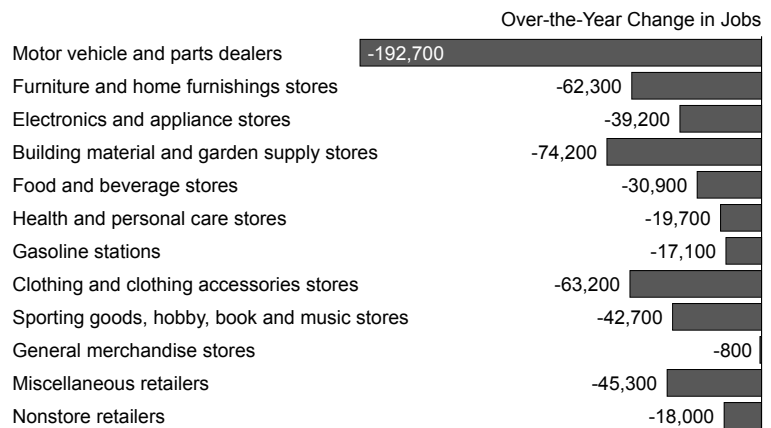 Over-the-Year Change in Jobs
Motor vehicle and parts dealers -192,700
Furniture and home furnishings stores -62,300
Electronics and appliance stores -39,200
Building material and garden supply stores -74,200
Food and beverage stores -30,900
Health and personal care stores -19,700
Gasoline stations -17,100
Clothing and clothing accessories stores -63,200
Sporting goods, hobby, book and music stores -42,700
General merchandise stores -800
Miscellaneous retailers -45,300
Nonstore retailers -18,000